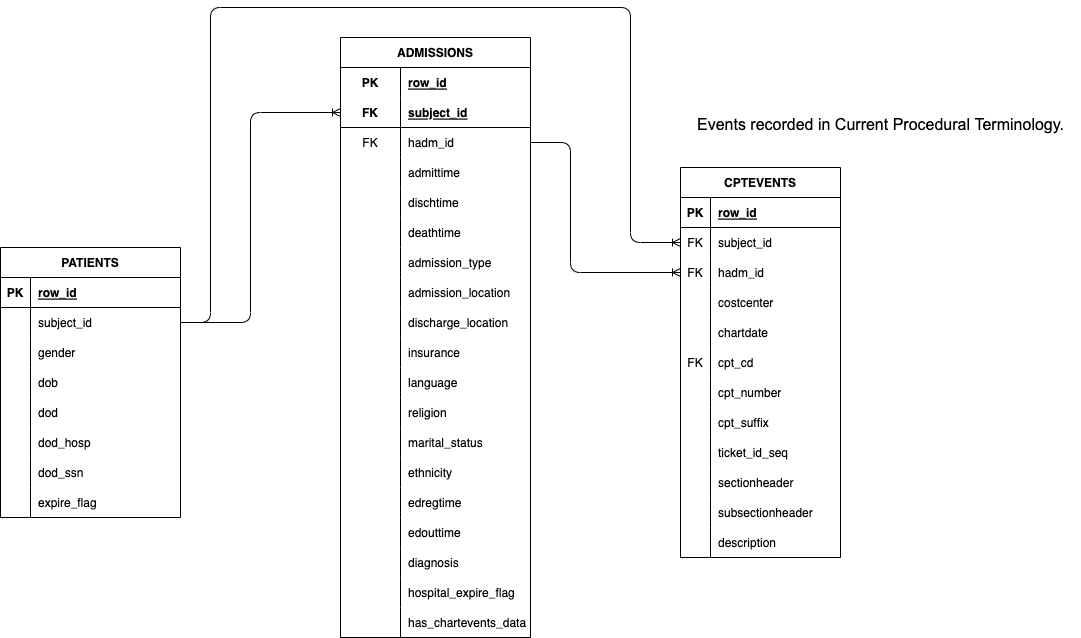 ADMISSIONS
PK row_id
FK subject_id
FK hadm_id
admittime
dischtime
deathtime
admission_type
admission_location
discharge_location
insurance
language
religion
marital_status
ethnicity
edregtime
edouttime
diagnosis
hospital_expire_flag
has_chartevents_data
Events recorded in Current Procedural Terminology.
CPTEVENTS
PK row_id
FK subject_id
FK hadm_id
costcenter
chartdate
FK cpt_cd
cpt_number
cpt_suffix
ticket_id_seq
sectionheader
subsectionheader
description
PATIENTS
PK row_id
subject_id
gender
dob
dod
dod_hosp
dod_ssn
expire_flag